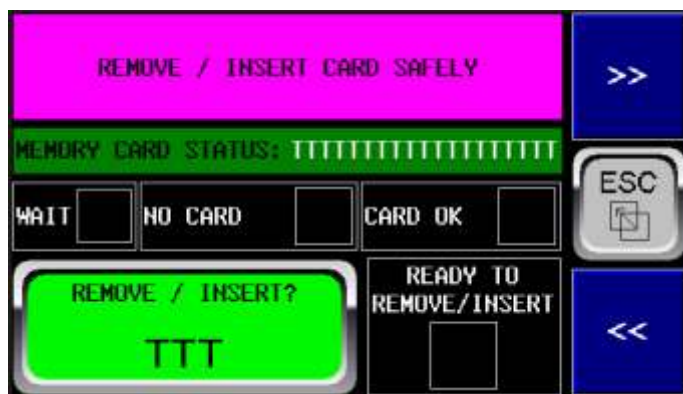 REMOVE / INSERT CARD SAFELY
>>
MEMORY CARD STATUS: TTTTTTTTTTTTTTTTTTTT
ESC
WAIT
NO CARD
CARD OK
REMOVE / INSERT?
TTT
READY TO
REMOVE/INSERT
<<